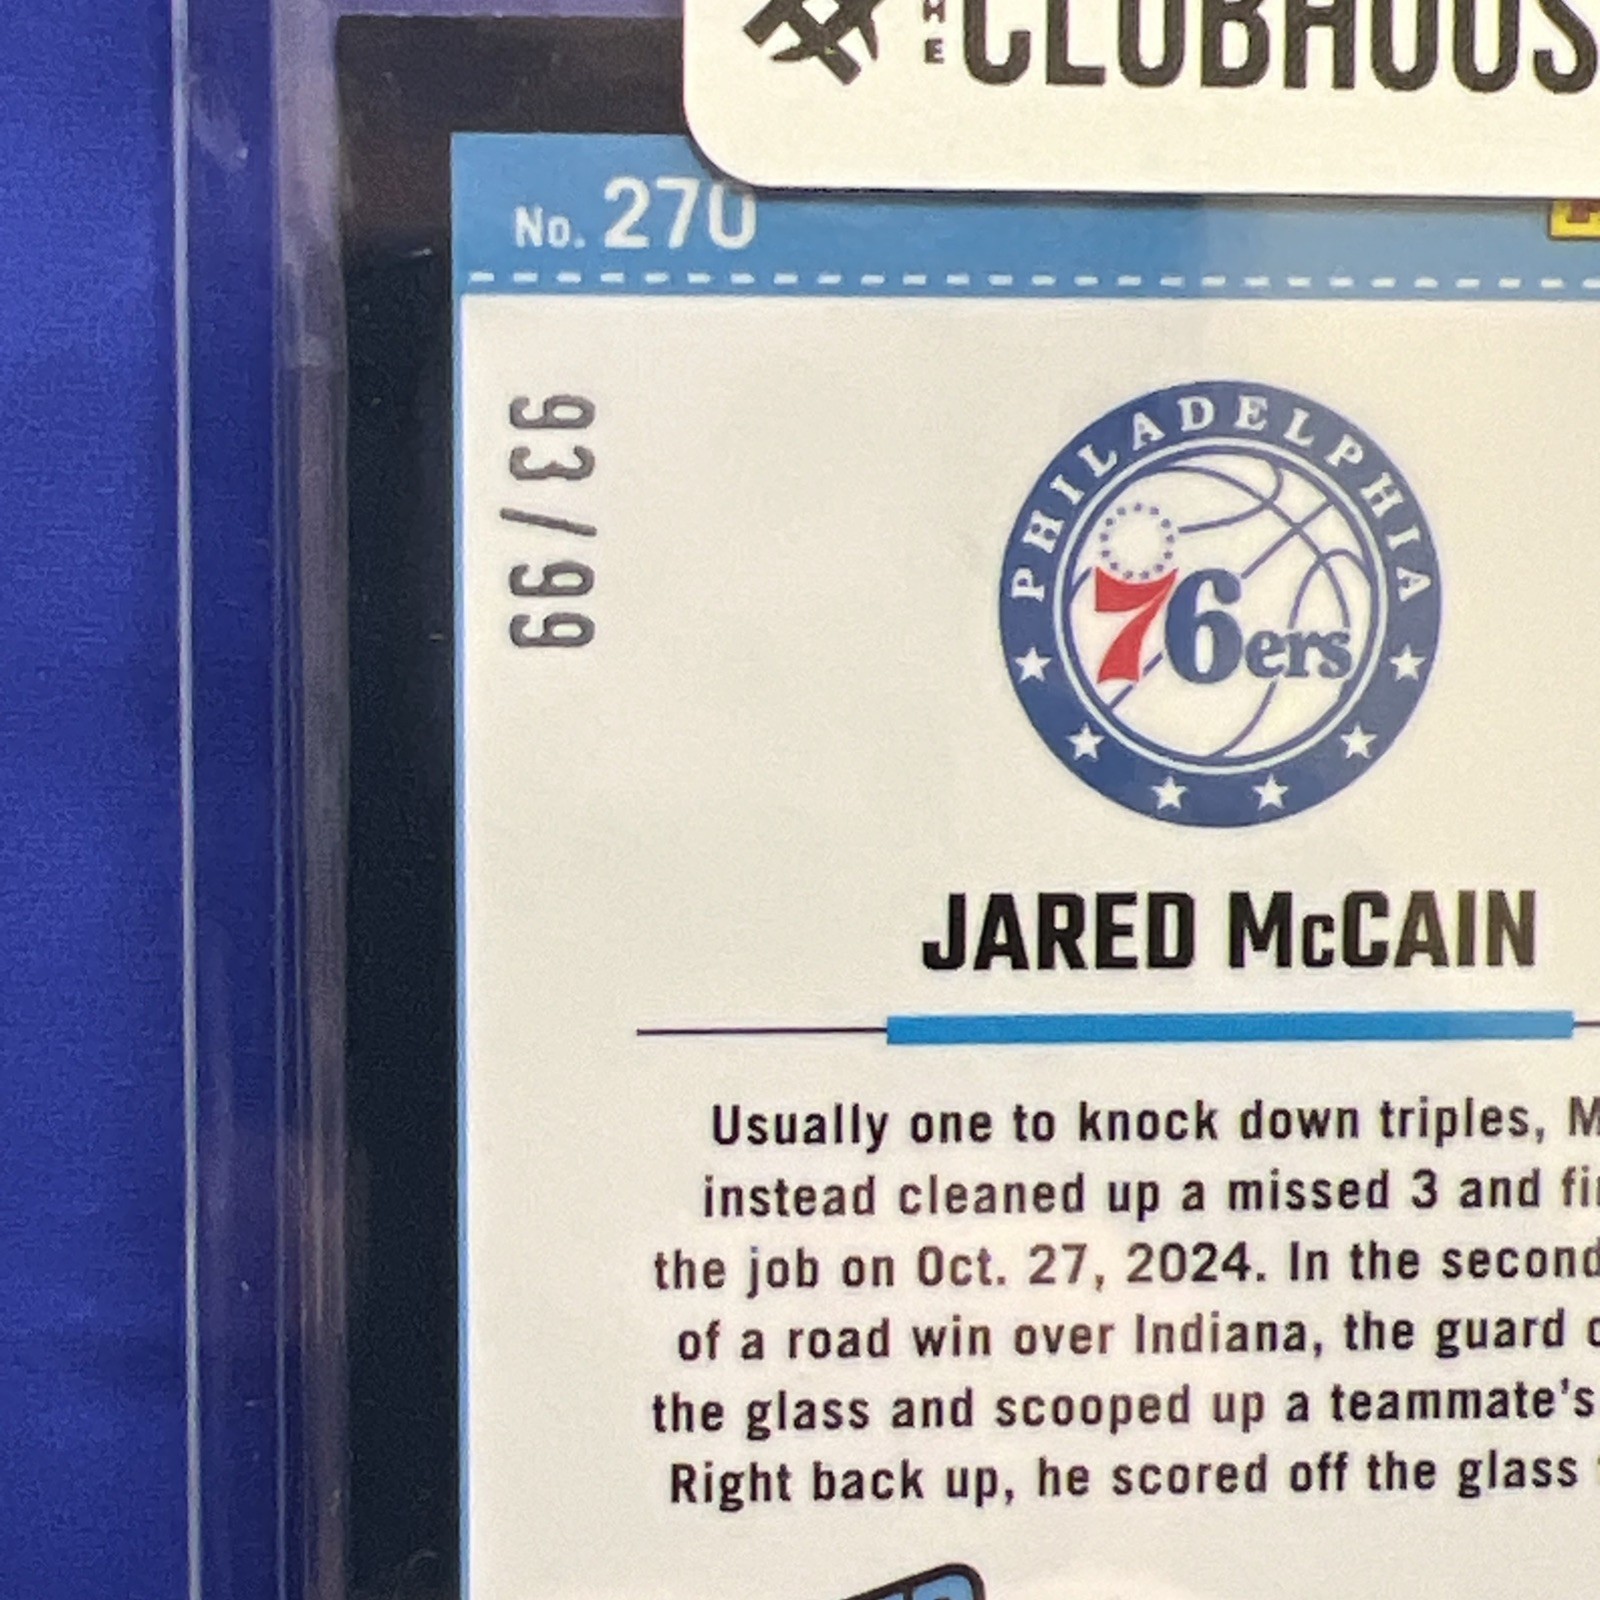 THE CLUBHOUS
No. 270
93/99
PHILADELPHIA
76ers
JARED McCAIN
Usually one to knock down triples, M
instead cleaned up a missed 3 and fi
the job on Oct. 27, 2024. In the second
of a road win over Indiana, the guard
the glass and scooped up a teammate's
Right back up, he scored off the glass